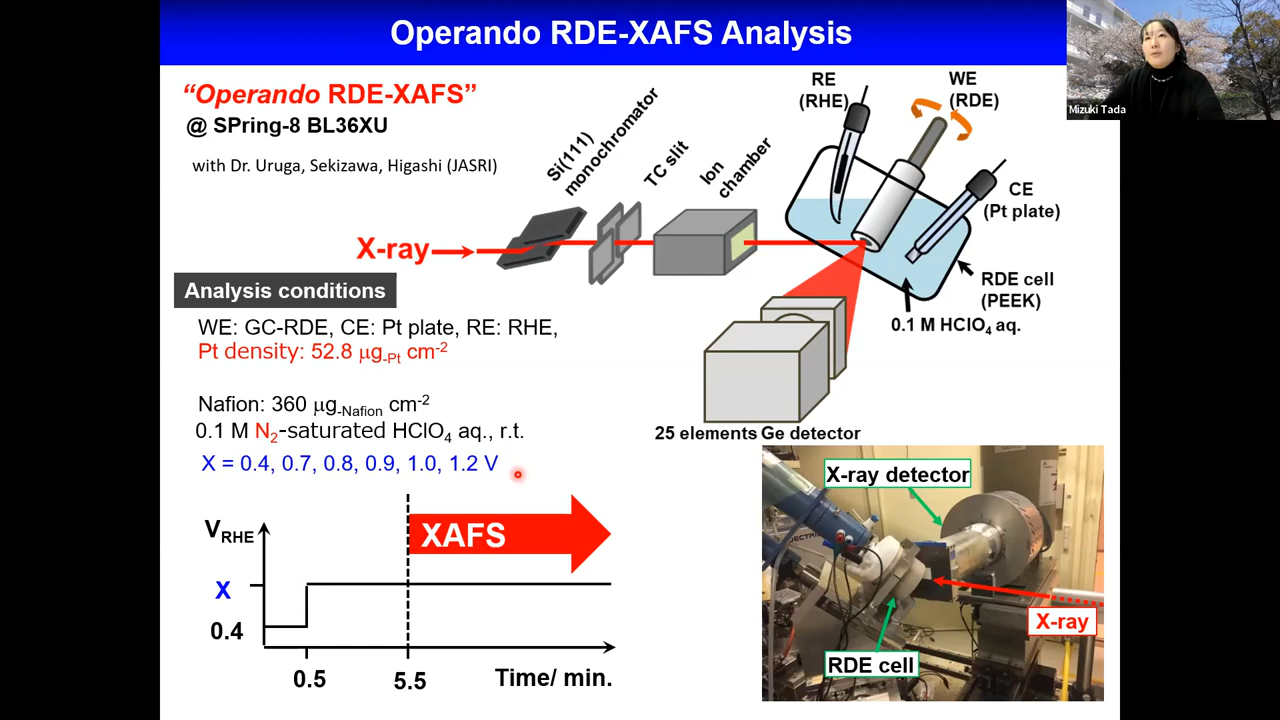 Operando RDE-XAFS Analysis
Mizuki Tada
“Operando RDE-XAFS”
@ SPring-8 BL36XU
with Dr. Uruga, Sekizawa, Higashi (JASRI)
X-ray
Si(111)
monochromator
TC slit
Ion
chamber
RE
(RHE)
WE
(RDE)
CE
(Pt plate)
RDE cell
(PEEK)
0.1 M HClO4 aq.
25 elements Ge detector
Analysis conditions
WE: GC-RDE, CE: Pt plate, RE: RHE,
Pt density: 52.8 μg-Pt cm-2
Nafion: 360 μg-Nafion cm-2
0.1 M N2-saturated HClO4 aq., r.t.
X = 0.4, 0.7, 0.8, 0.9, 1.0, 1.2 V
VRHE
XAFS
X
0.4
0.5
5.5
Time/ min.
X-ray detector
X-ray
RDE cell